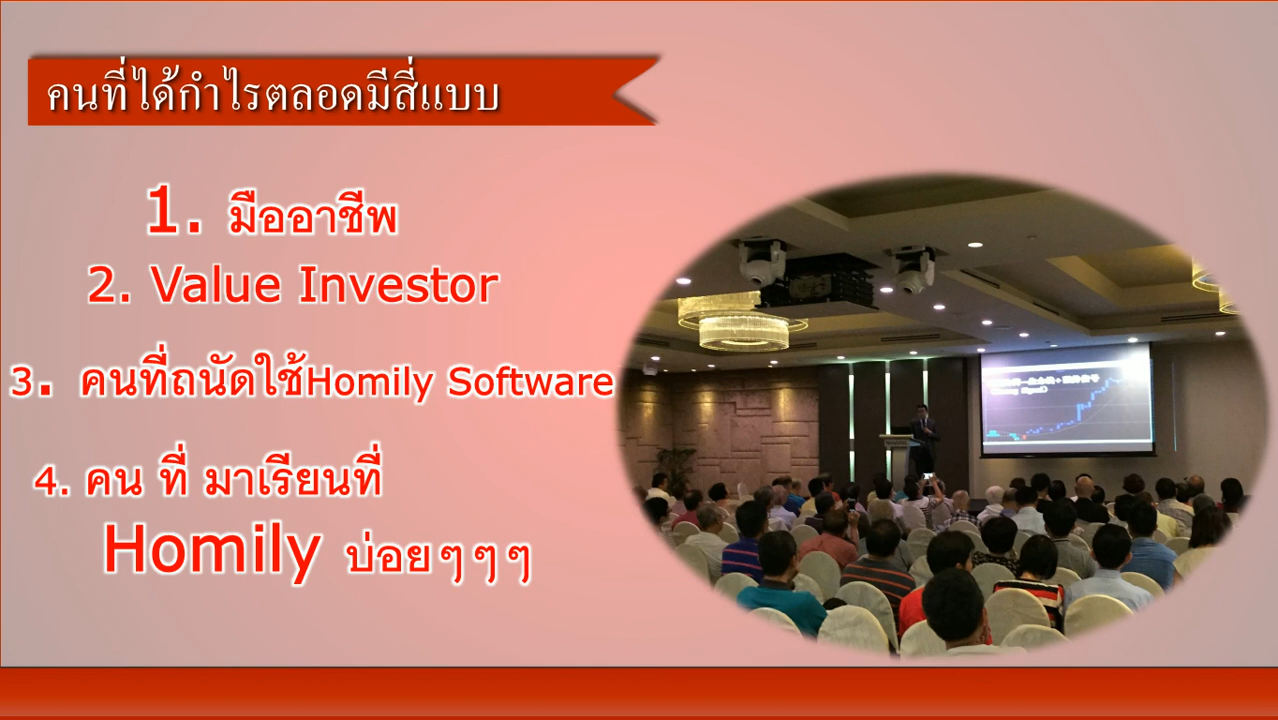 คนที่ได้กำไรตลอดมีสี่แบบ
1. มืออาชีพ
2. Value Investor
3. คนที่ถนัดใช้Homily Software
4. คน ที่ มาเรียนที่
Homily บ่อยๆๆๆ